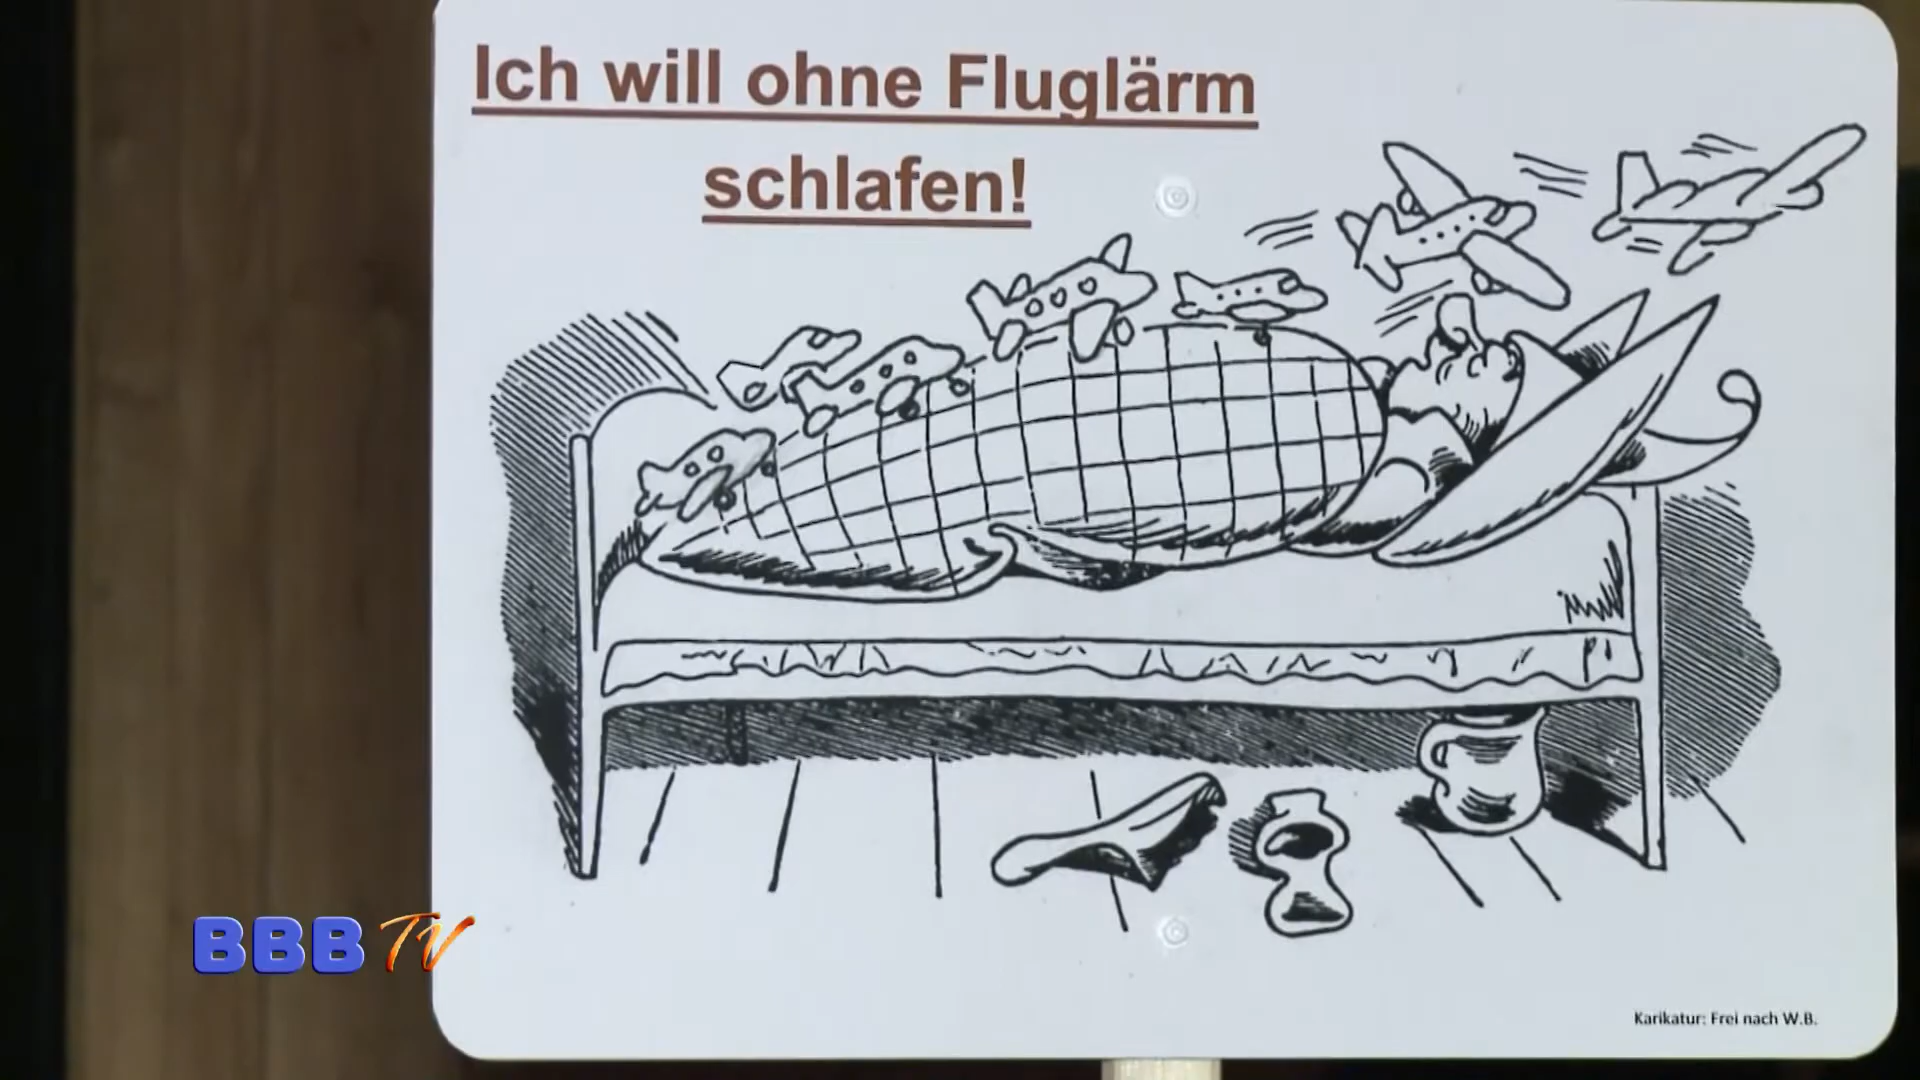 Ich will ohne Fluglärm
schlafen!
BBB TV
Karikatur: Frei nach W.B.